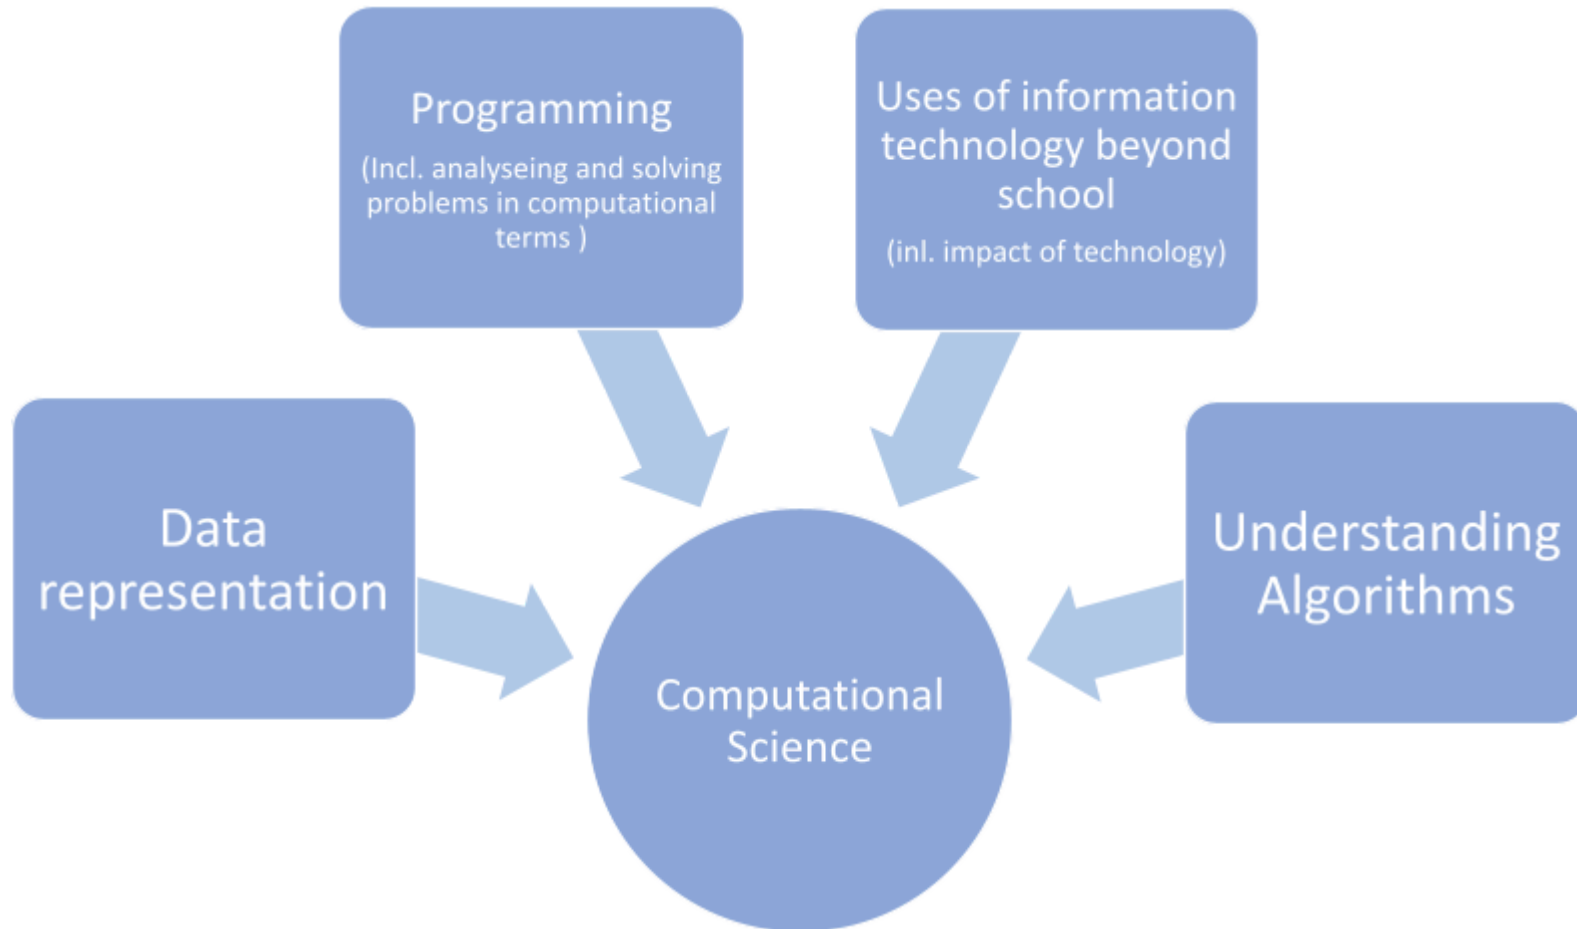 Programming
(Incl. analyseing and solving
problems in computational
terms )
Uses of information
technology beyond
school
(inl. impact of technology)
Data
representation
Understanding
Algorithms
Computational
Science